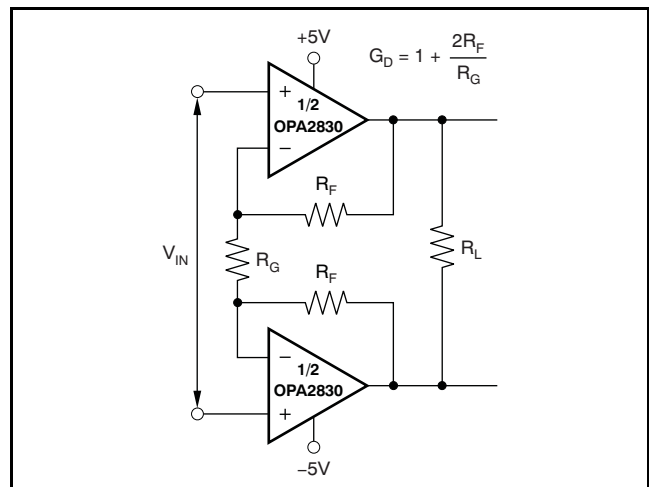 +5V
G_D = 1 + 2R_F / R_G
+
1/2
OPA2830
−
R_F
V_IN
R_G
R_L
R_F
−
1/2
OPA2830
+
−5V